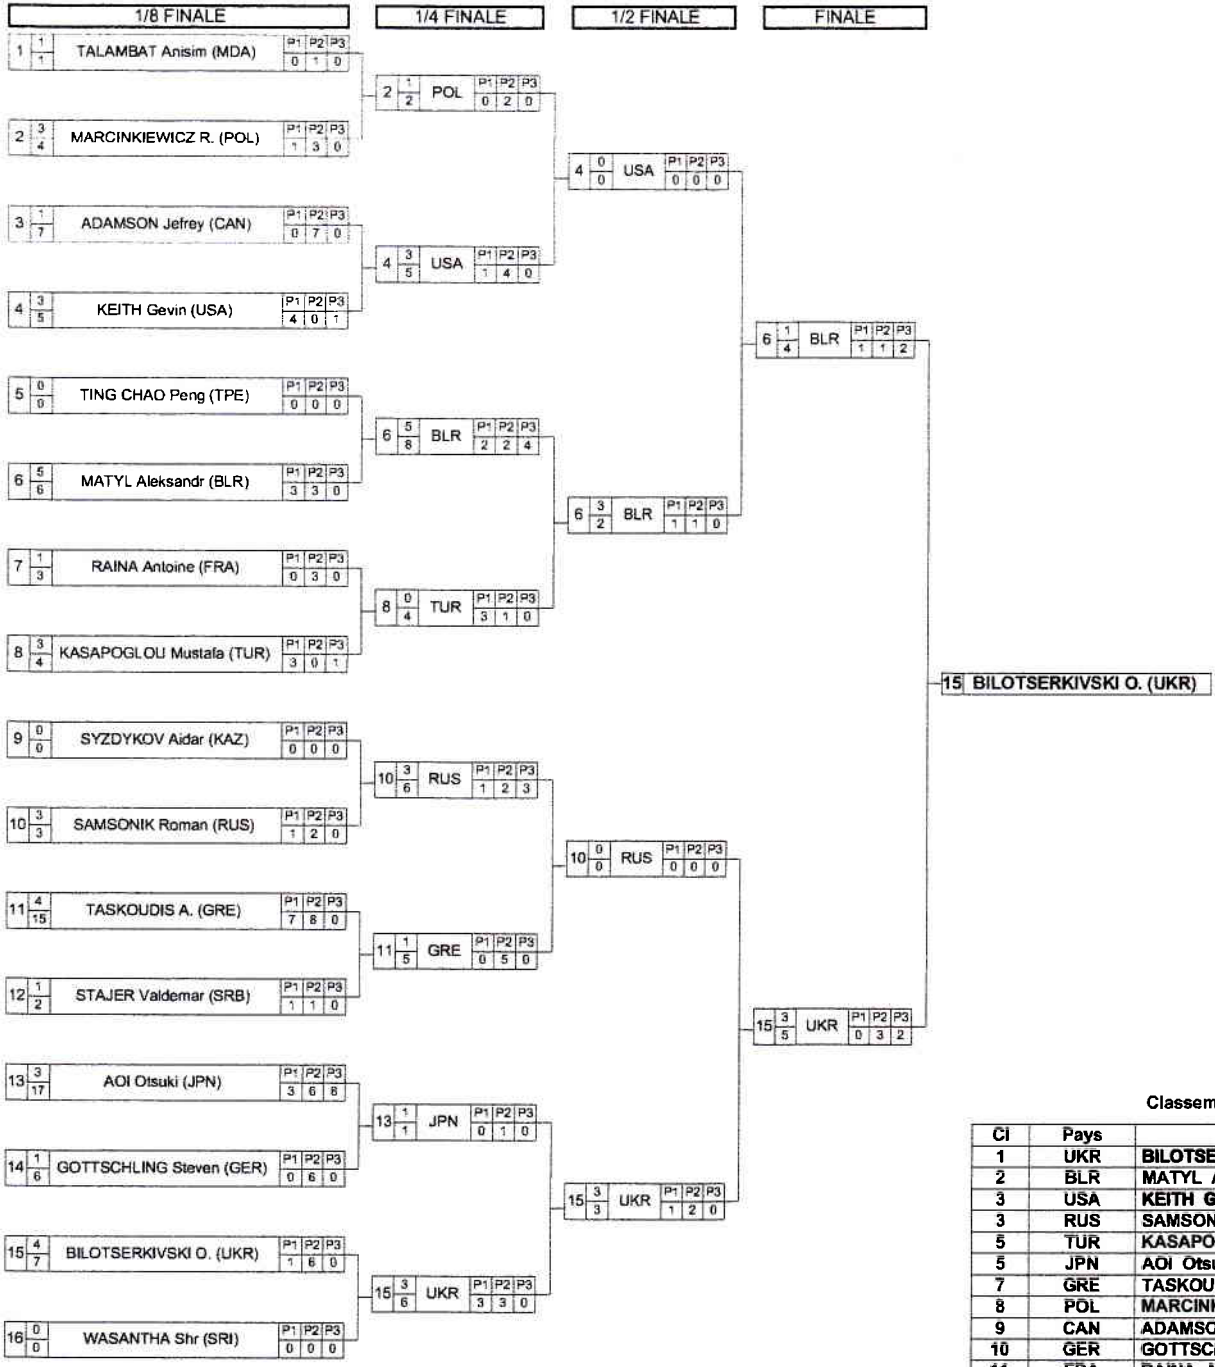 1/8 FINALE
1/4 FINALE
1/2 FINALE
FINALE
1 1 1 TALAMBAT Anisim (MDA) P1 P2 P3 0 1 0
2 3 4 MARCINKIEWICZ R. (POL) P1 P2 P3 1 3 0
3 1 7 ADAMSON Jefrey (CAN) P1 P2 P3 0 7 0
4 3 5 KEITH Gevin (USA) P1 P2 P3 4 0 1
5 0 0 TING CHAO Peng (TPE) P1 P2 P3 0 0 0
6 5 6 MATYL Aleksandr (BLR) P1 P2 P3 3 3 0
7 1 3 RAINA Antoine (FRA) P1 P2 P3 0 3 0
8 3 4 KASAPOGLOU Mustafa (TUR) P1 P2 P3 3 0 1
9 0 0 SYZDYKOV Aidar (KAZ) P1 P2 P3 0 0 0
10 3 3 SAMSONIK Roman (RUS) P1 P2 P3 1 2 0
11 4 15 TASKOUDIS A. (GRE) P1 P2 P3 7 8 0
12 1 2 STAJER Valdemar (SRB) P1 P2 P3 1 1 0
13 3 17 AOI Otsuki (JPN) P1 P2 P3 3 6 8
14 1 6 GOTTSCHLING Steven (GER) P1 P2 P3 0 6 0
15 4 7 BILOTSERKIVSKI O. (UKR) P1 P2 P3 1 6 0
16 0 0 WASANTHA Shr (SRI) P1 P2 P3 0 0 0
2 1 2 POL P1 P2 P3 0 2 0
4 3 5 USA P1 P2 P3 1 4 0
6 5 8 BLR P1 P2 P3 2 2 4
8 0 4 TUR P1 P2 P3 3 1 0
10 3 6 RUS P1 P2 P3 1 2 3
11 1 5 GRE P1 P2 P3 0 5 0
13 1 1 JPN P1 P2 P3 0 1 0
15 3 6 UKR P1 P2 P3 3 3 0
4 0 0 USA P1 P2 P3 0 0 0
6 3 2 BLR P1 P2 P3 1 1 0
10 0 0 RUS P1 P2 P3 0 0 0
15 3 3 UKR P1 P2 P3 1 2 0
6 1 4 BLR P1 P2 P3 1 1 2
15 3 5 UKR P1 P2 P3 0 3 2
15 BILOTSERKIVSKI O. (UKR)
Classem
Cl Pays
1 UKR BILOTSE
2 BLR MATYL
3 USA KEITH G
3 RUS SAMSON
5 TUR KASAPO
5 JPN AOI Otsu
7 GRE TASKOU
8 POL MARCIN
9 CAN ADAMSO
10 GER GOTTSC